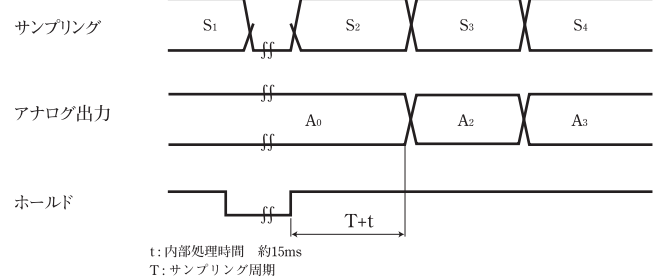 サンプリング S1 S2 S3 S4
アナログ出力 A0 A2 A3
ホールド
T+t
t : 内部処理時間 約15ms
T : サンプリング周期